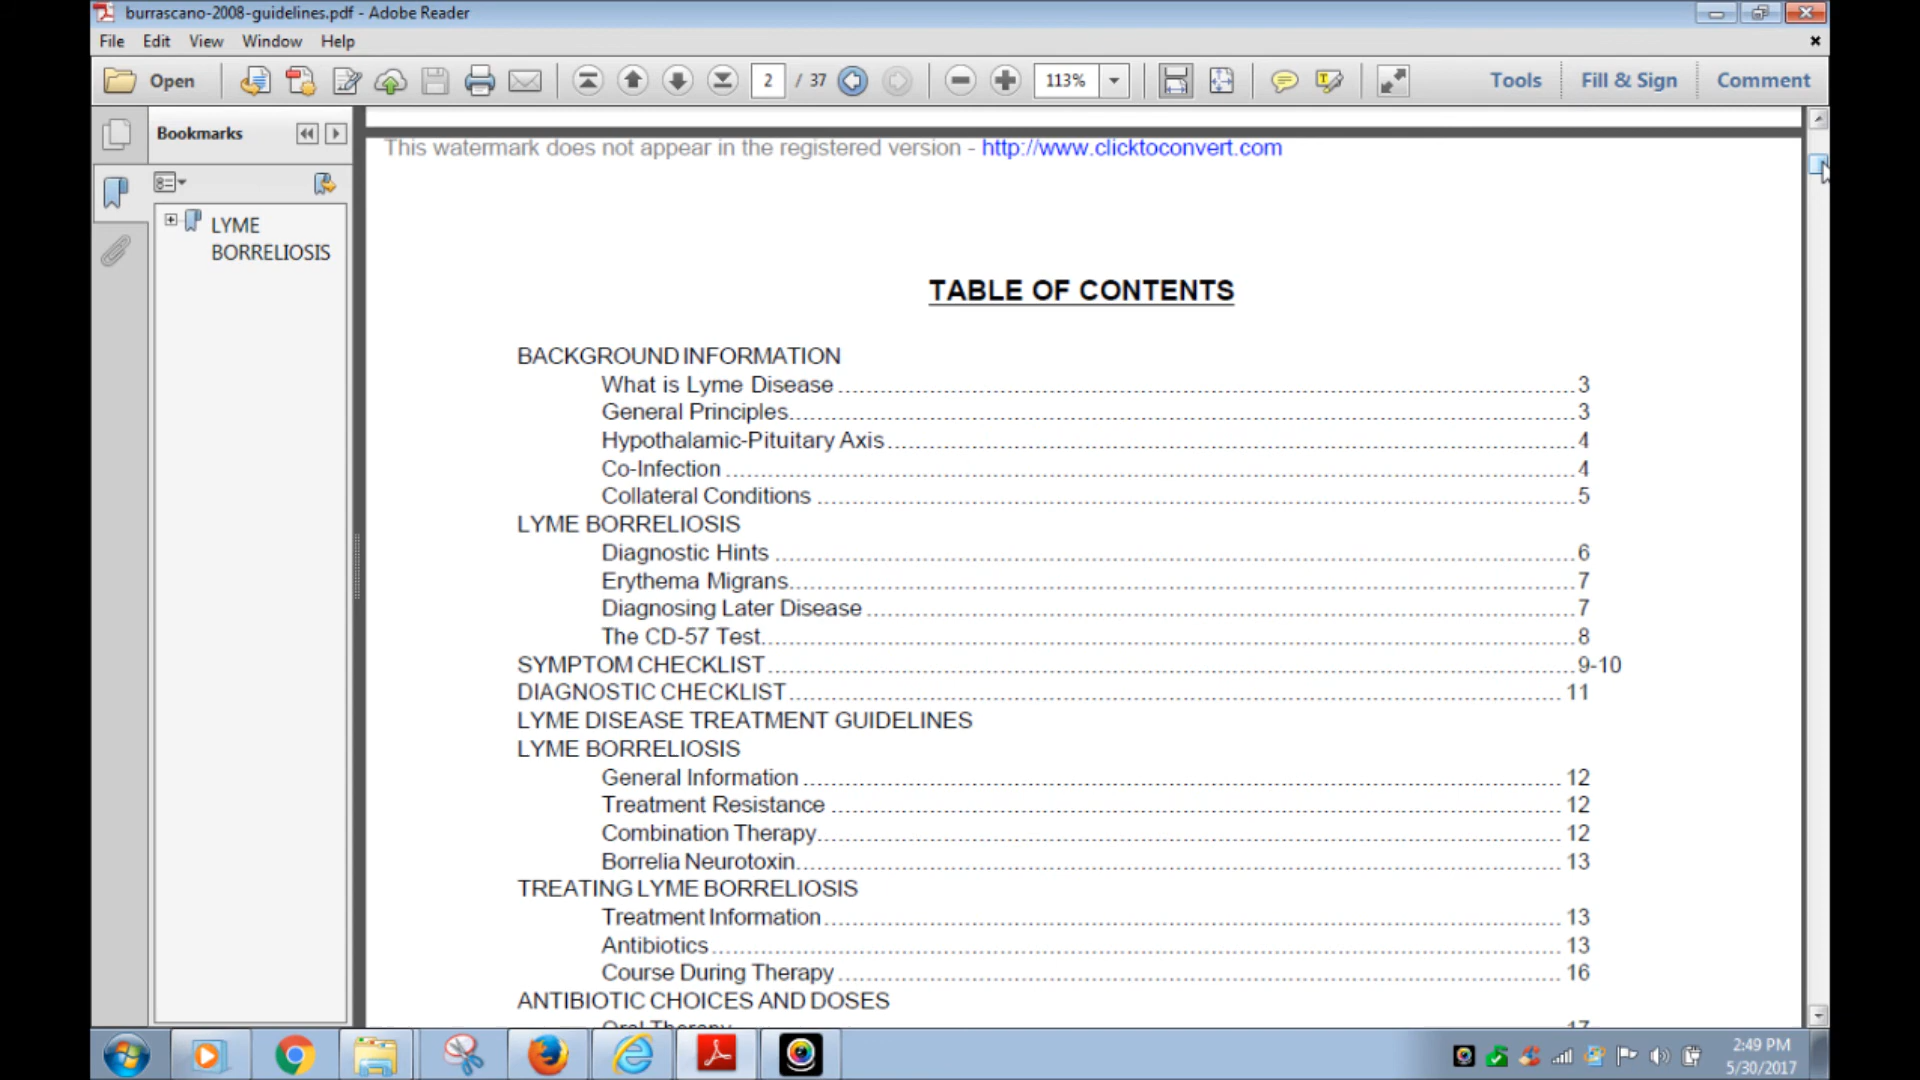 burrascano-2008-guidelines.pdf - Adobe Reader
File Edit View Window Help
Open 2 / 37 113% Tools Fill & Sign Comment
Bookmarks
LYME
BORRELIOSIS
This watermark does not appear in the registered version - http://www.clicktoconvert.com
TABLE OF CONTENTS
BACKGROUND INFORMATION
What is Lyme Disease 3
General Principles 3
Hypothalamic-Pituitary Axis 4
Co-Infection 4
Collateral Conditions 5
LYME BORRELIOSIS
Diagnostic Hints 6
Erythema Migrans 7
Diagnosing Later Disease 7
The CD-57 Test 8
SYMPTOM CHECKLIST 9-10
DIAGNOSTIC CHECKLIST 11
LYME DISEASE TREATMENT GUIDELINES
LYME BORRELIOSIS
General Information 12
Treatment Resistance 12
Combination Therapy 12
Borrelia Neurotoxin 13
TREATING LYME BORRELIOSIS
Treatment Information 13
Antibiotics 13
Course During Therapy 16
ANTIBIOTIC CHOICES AND DOSES
Oral Therapy 17
2:49 PM
5/30/2017